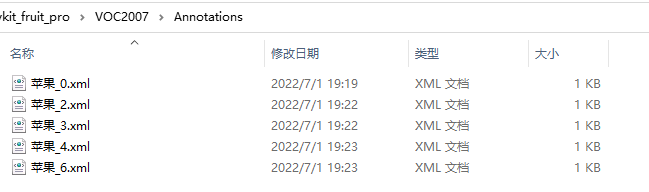 ykit_fruit_pro > VOC2007 > Annotations
名称 修改日期 类型 大小
苹果_0.xml 2022/7/1 19:19 XML 文档 1 KB
苹果_2.xml 2022/7/1 19:22 XML 文档 1 KB
苹果_3.xml 2022/7/1 19:22 XML 文档 1 KB
苹果_4.xml 2022/7/1 19:23 XML 文档 1 KB
苹果_6.xml 2022/7/1 19:23 XML 文档 1 KB